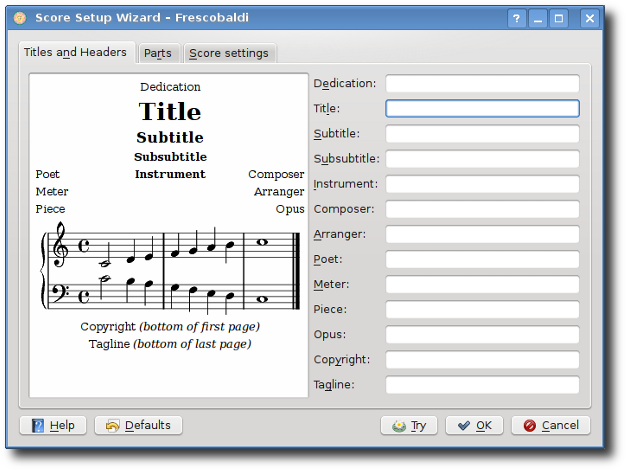 Score Setup Wizard – Frescobaldi
Titles and Headers Parts Score settings
Dedication
Title
Subtitle
Subsubtitle
Poet Instrument Composer
Meter Arranger
Piece Opus
Copyright (bottom of first page)
Tagline (bottom of last page)
Dedication:
Title:
Subtitle:
Subsubtitle:
Instrument:
Composer:
Arranger:
Poet:
Meter:
Piece:
Opus:
Copyright:
Tagline:
Help Defaults Try OK Cancel